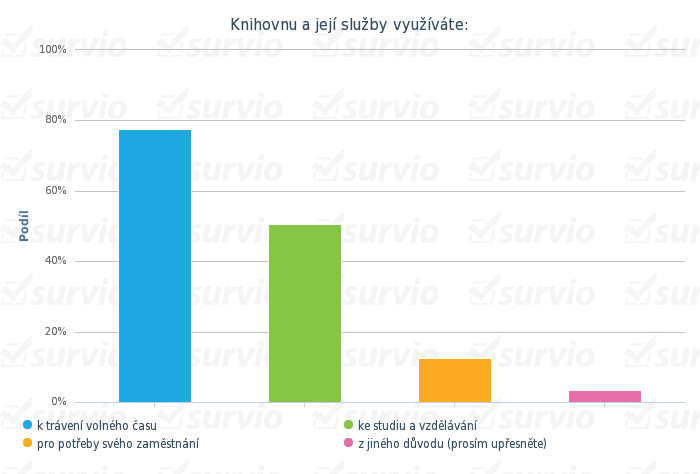 Knihovnu a její služby využíváte:
100%
80%
60%
40%
20%
0%
Podíl
k trávení volného času
ke studiu a vzdělávání
pro potřeby svého zaměstnání
z jiného důvodu (prosím upřesněte)
survio